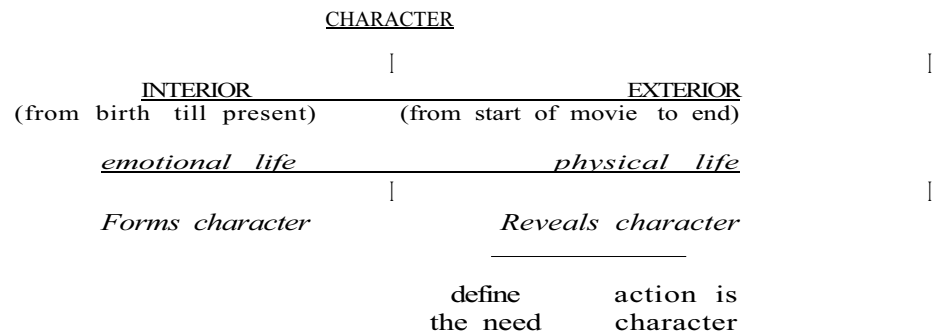 CHARACTER
INTERIOR EXTERIOR
(from birth till present) (from start of movie to end)
emotional life physical life
Forms character Reveals character
define action is
the need character